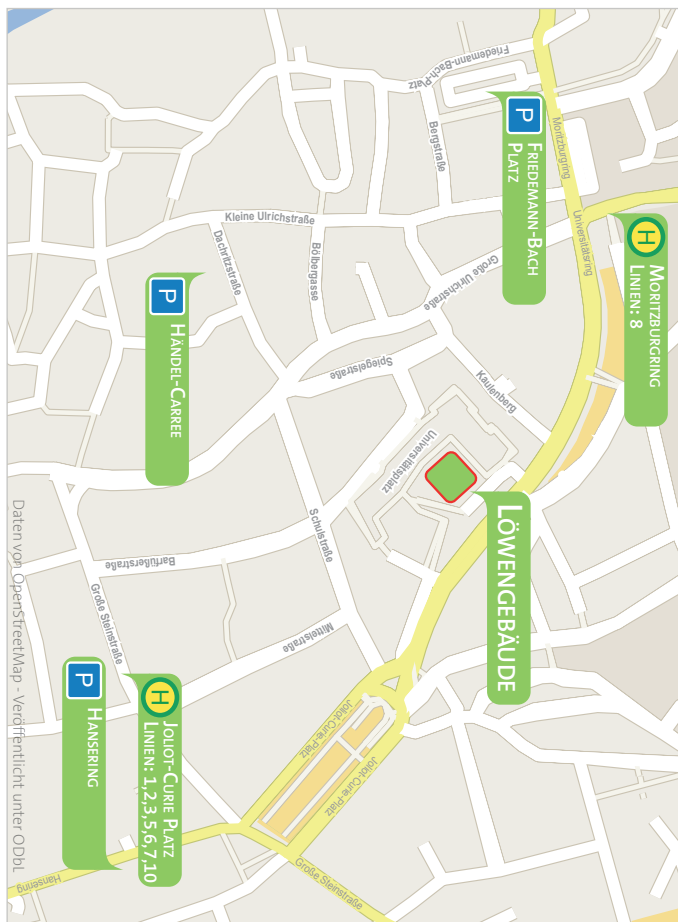 Friedemann-Bach-Platz
Bergstraße
Moritzburgring
Universitätsring
P
FRIEDEMANN-BACH
PLATZ
H
MORITZBURGRING
LINIEN: 8
Kleine Ulrichstraße
Dachritzstraße
Bölbergasse
Große Ulrichstraße
Spiegelstraße
Kaulenberg
Universitätsplatz
P
HÄNDEL-CARREE
LÖWENGEBÄUDE
Schulstraße
Barfüßerstraße
Große Steinstraße
Mittelstraße
H
JOLIOT-CURIE PLATZ
LINIEN: 1,2,3,5,6,7,10
P
HANSERING
Joliot-Curie-Platz
Joliot-Curie-Platz
Große Steinstraße
Hansering
Daten von OpenStreetMap - Veröffentlicht unter ODbL